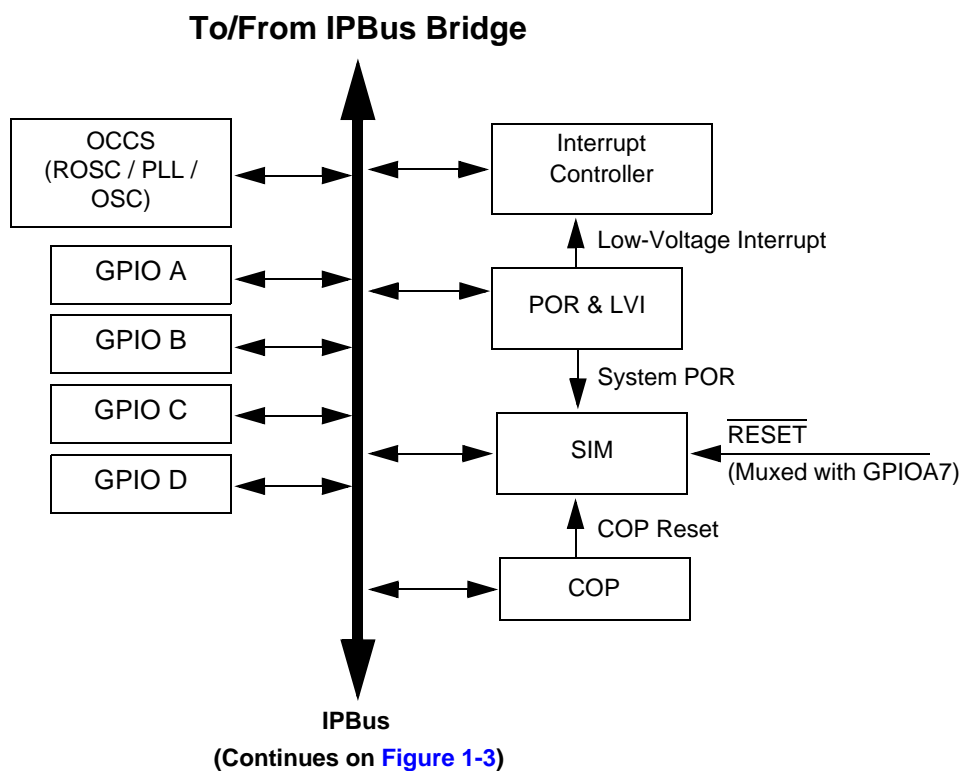 To/From IPBus Bridge
OCCS
(ROSC / PLL /
OSC)
GPIO A
GPIO B
GPIO C
GPIO D
Interrupt
Controller
Low-Voltage Interrupt
POR & LVI
System POR
SIM
RESET
(Muxed with GPIOA7)
COP Reset
COP
IPBus
(Continues on Figure 1-3)